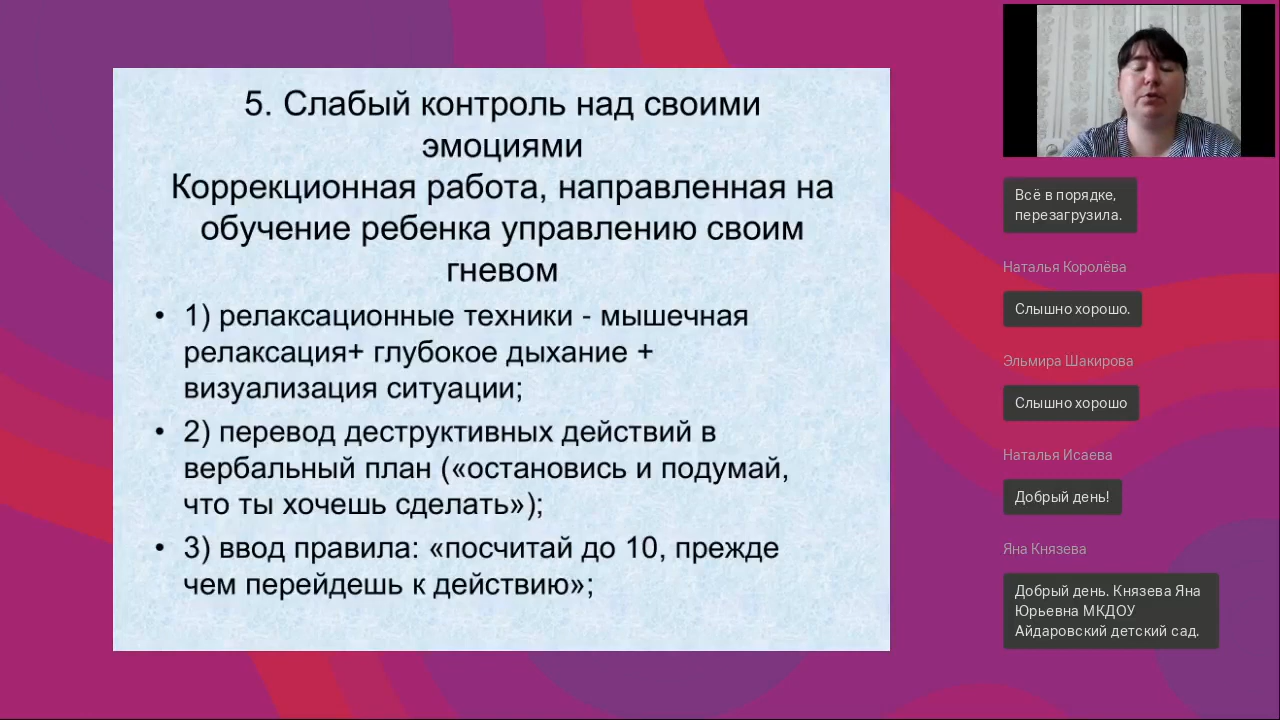 5. Слабый контроль над своими
эмоциями
Коррекционная работа, направленная на
обучение ребенка управлению своим
гневом
• 1) релаксационные техники - мышечная
релаксация+ глубокое дыхание +
визуализация ситуации;
• 2) перевод деструктивных действий в
вербальный план («остановись и подумай,
что ты хочешь сделать»);
• 3) ввод правила: «посчитай до 10, прежде
чем перейдешь к действию»;
Всё в порядке,
перезагрузила.
Наталья Королёва
Слышно хорошо.
Эльмира Шакирова
Слышно хорошо
Наталья Исаева
Добрый день!
Яна Князева
Добрый день. Князева Яна
Юрьевна МКДОУ
Айдаровский детский сад.